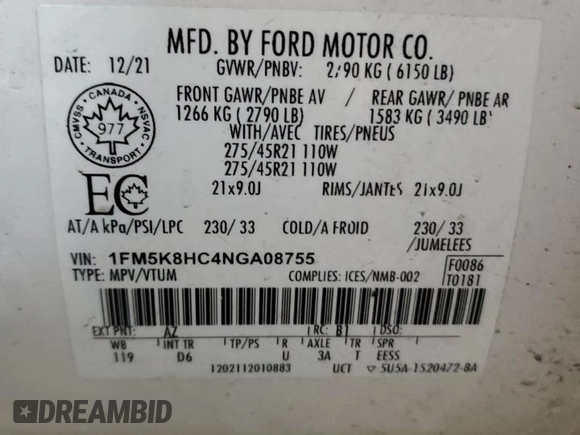 MFD. BY FORD MOTOR CO.
DATE: 12/21 GVWR/PNBV: 2790 KG ( 6150 LB)
CMVSS · CANADA · NSVAC
977
TRANSPORT
FRONT GAWR/PNBE AV / REAR GAWR/ PNBE AR
1266 KG ( 2790 LB) 1583 KG ( 3490 LB)
WITH/AVEC TIRES/PNEUS
275/45R21 110W
275/45R21 110W
EC
21x9.0J RIMS/JANTES 21x9.0J
AT/A kPa/PSI/LPC 230/ 33 COLD/A FROID 230/ 33
/JUMELEES
VIN: 1FM5K8HC4NGA08755
TYPE: MPV/VTUM COMPLIES: ICES/NMB-002
F0086
T0181
EXT PNT: AZ RC: B DSO:
WB INT TR TP/PS R AXLE TR SPR
119 D6 U 3A T EESS
1202112010883 UCT SU5A-1520472-BA
DREAMBID